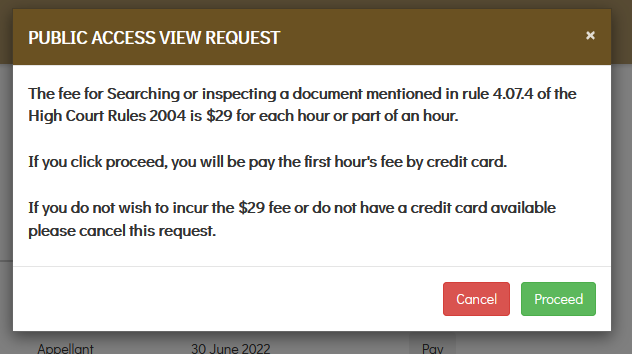 PUBLIC ACCESS VIEW REQUEST ×
The fee for Searching or inspecting a document mentioned in rule 4.07.4 of the
High Court Rules 2004 is $29 for each hour or part of an hour.
If you click proceed, you will be pay the first hour's fee by credit card.
If you do not wish to incur the $29 fee or do not have a credit card available
please cancel this request.
Cancel Proceed
Appellant 30 June 2022 Pay